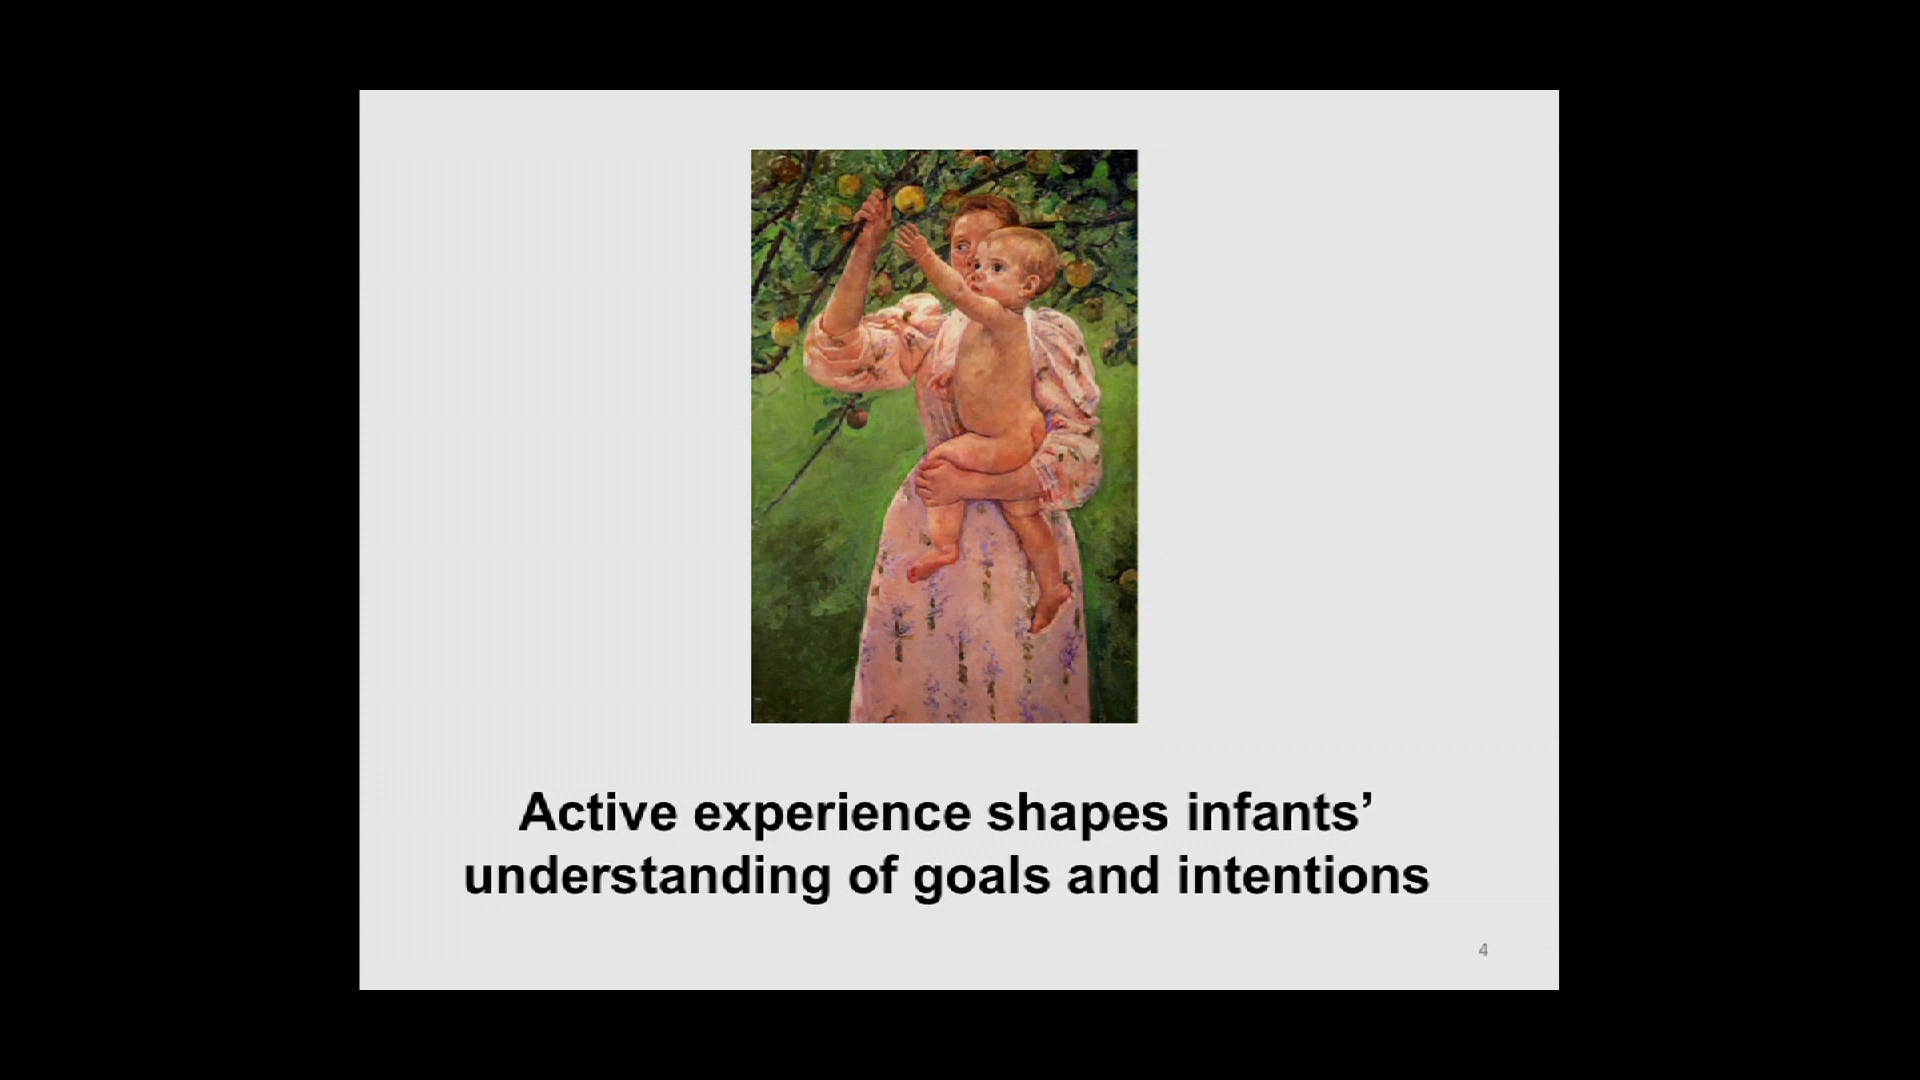 Active experience shapes infants’
understanding of goals and intentions
4